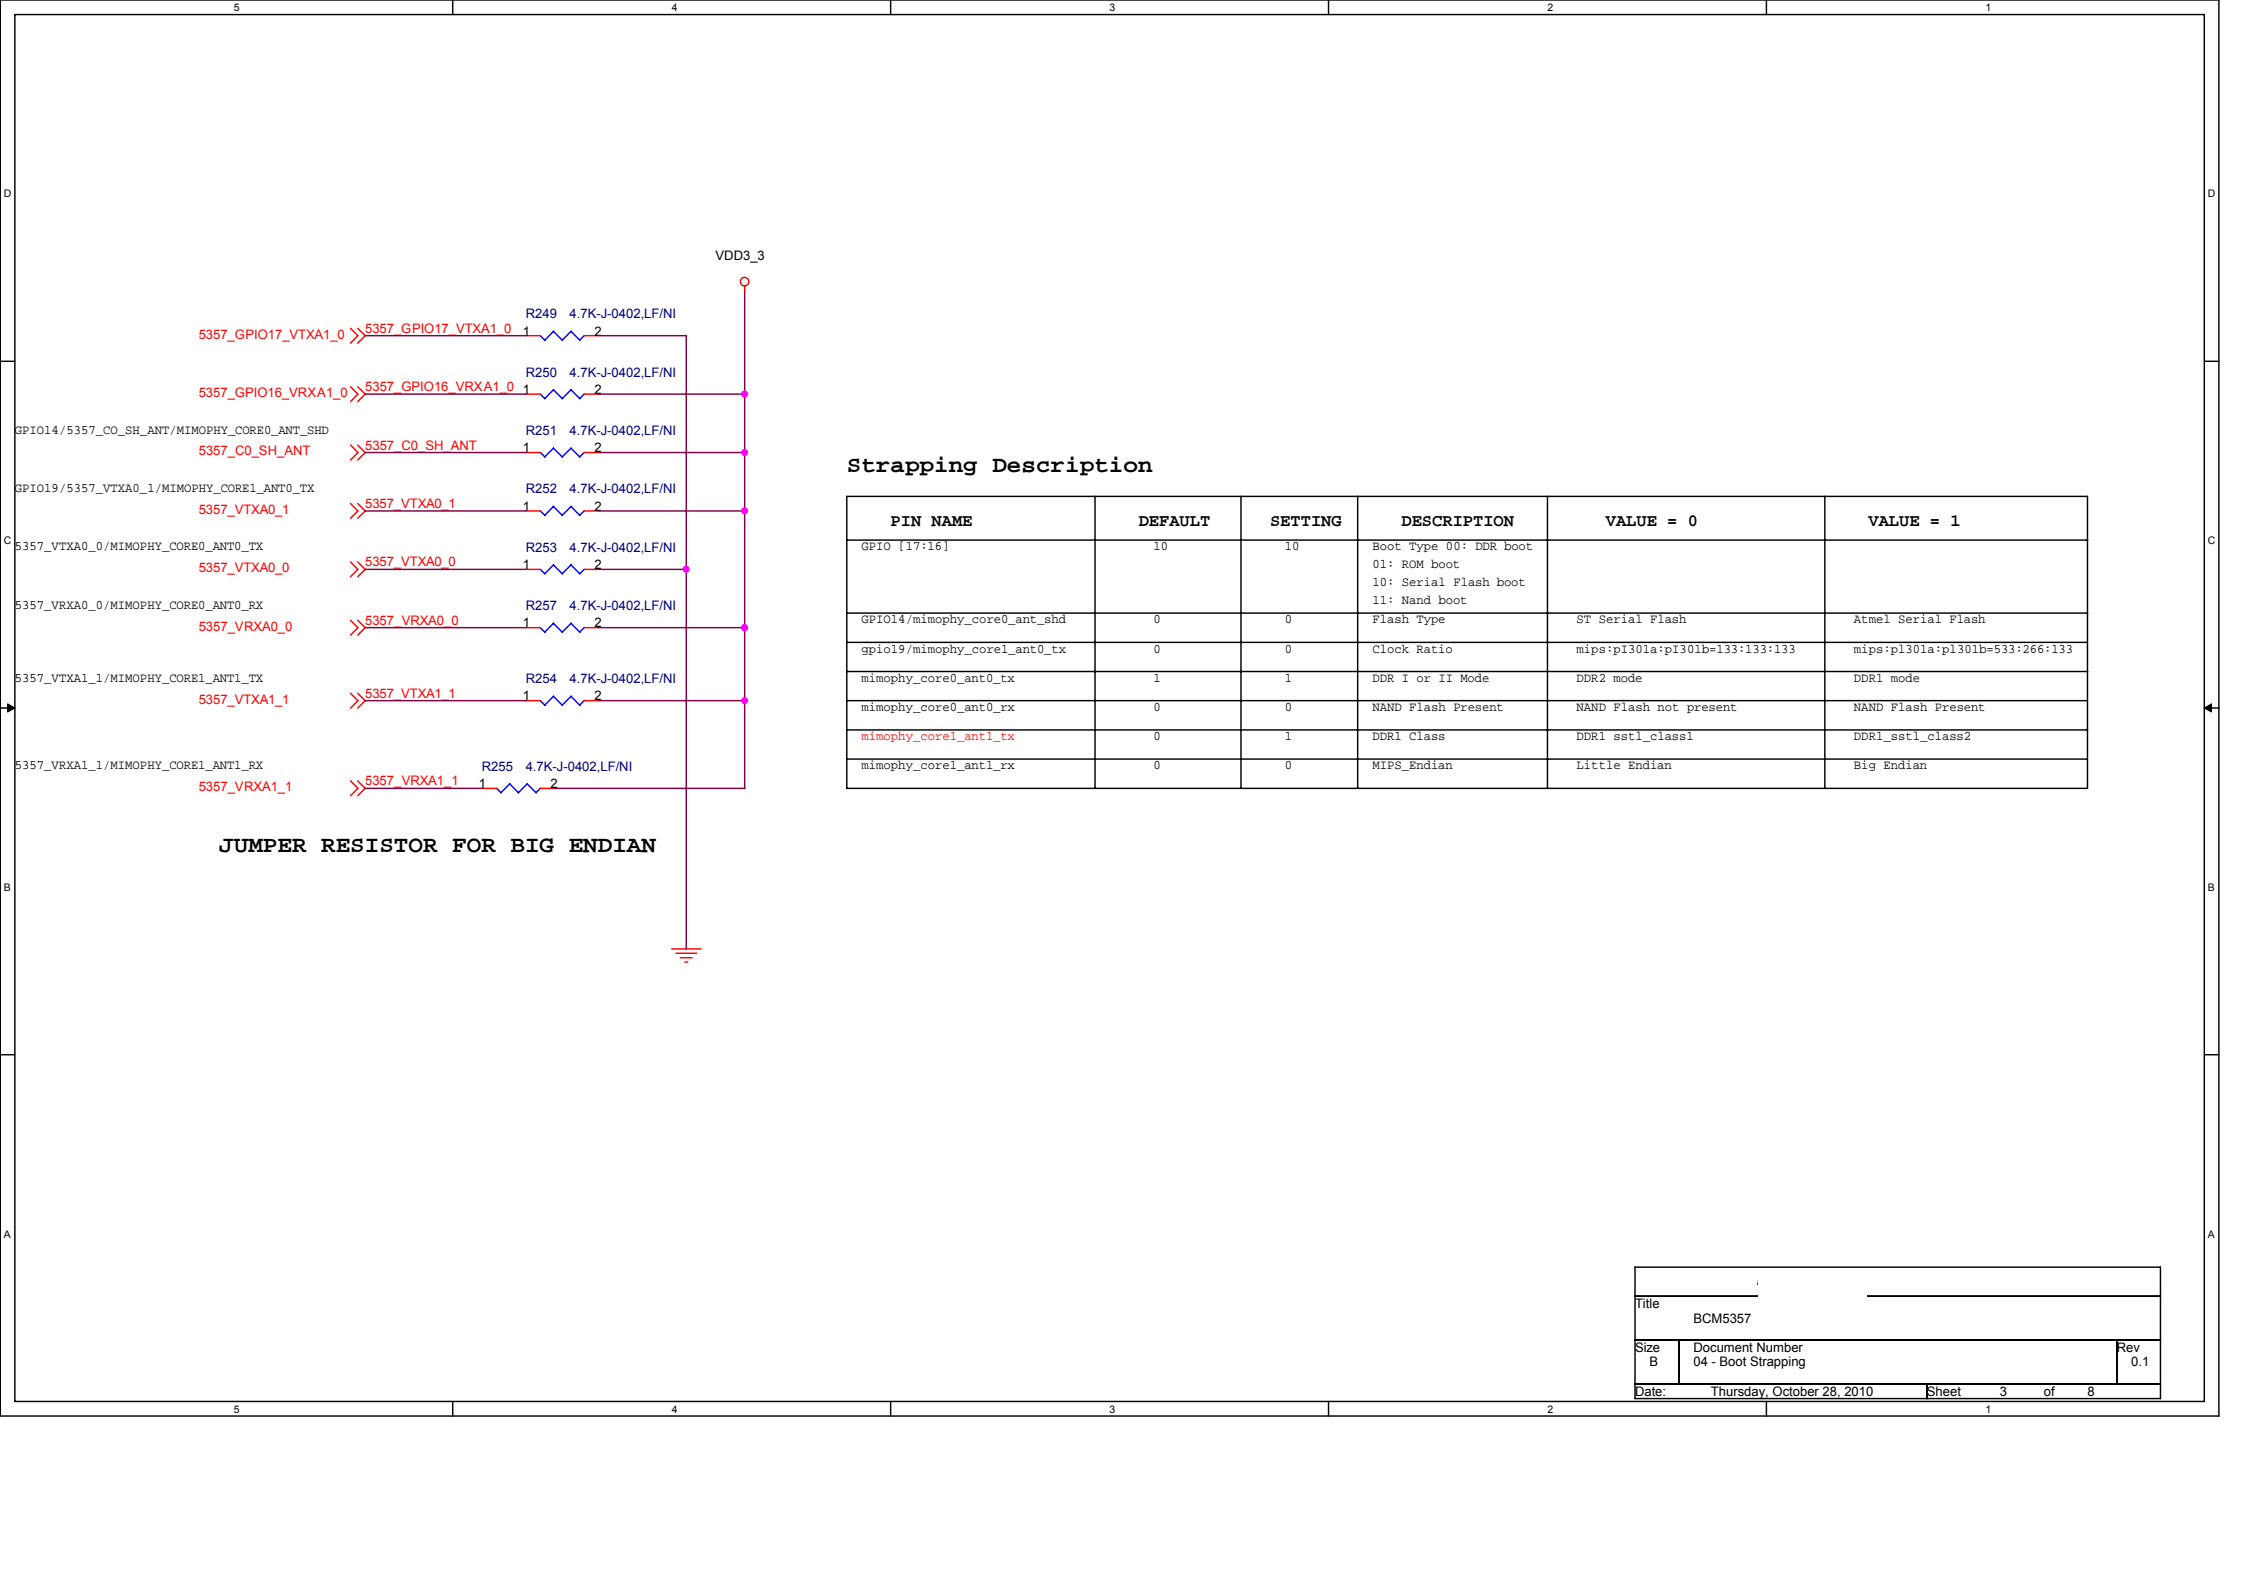 5 4 3 2 1
D D
VDD3_3
R249 4.7K-J-0402,LF/NI
5357_GPIO17_VTXA1_0 5357_GPIO17_VTXA1_0 1 2
R250 4.7K-J-0402,LF/NI
5357_GPIO16_VRXA1_0 5357_GPIO16_VRXA1_0 1 2
GPIO14/5357_CO_SH_ANT/MIMOPHY_CORE0_ANT_SHD R251 4.7K-J-0402,LF/NI
5357_C0_SH_ANT 5357_C0_SH_ANT 1 2
GPIO19/5357_VTXA0_1/MIMOPHY_CORE1_ANT0_TX R252 4.7K-J-0402,LF/NI
5357_VTXA0_1 5357_VTXA0_1 1 2
C 5357_VTXA0_0/MIMOPHY_CORE0_ANT0_TX R253 4.7K-J-0402,LF/NI C
5357_VTXA0_0 5357_VTXA0_0 1 2
5357_VRXA0_0/MIMOPHY_CORE0_ANT0_RX R257 4.7K-J-0402,LF/NI
5357_VRXA0_0 5357_VRXA0_0 1 2
5357_VTXA1_1/MIMOPHY_CORE1_ANT1_TX R254 4.7K-J-0402,LF/NI
5357_VTXA1_1 5357_VTXA1_1 1 2
5357_VRXA1_1/MIMOPHY_CORE1_ANT1_RX R255 4.7K-J-0402,LF/NI
5357_VRXA1_1 5357_VRXA1_1 1 2
JUMPER RESISTOR FOR BIG ENDIAN
Strapping Description
PIN NAME DEFAULT SETTING DESCRIPTION VALUE = 0 VALUE = 1
GPIO [17:16] 10 10 Boot Type 00: DDR boot
01: ROM boot
10: Serial Flash boot
11: Nand boot
GPIO14/mimophy_core0_ant_shd 0 0 Flash Type ST Serial Flash Atmel Serial Flash
gpio19/mimophy_core1_ant0_tx 0 0 Clock Ratio mips:pI301a:pI301b=133:133:133 mips:pl301a:pl301b=533:266:133
mimophy_core0_ant0_tx 1 1 DDR I or II Mode DDR2 mode DDR1 mode
mimophy_core0_ant0_rx 0 0 NAND Flash Present NAND Flash not present NAND Flash Present
mimophy_core1_ant1_tx 0 1 DDR1 Class DDR1 sstl_class1 DDR1_sstl_class2
mimophy_core1_ant1_rx 0 0 MIPS_Endian Little Endian Big Endian
B B
A A
Title
BCM5357
Size Document Number Rev
B 04 - Boot Strapping 0.1
Date: Thursday, October 28, 2010 Sheet 3 of 8
5 4 3 2 1